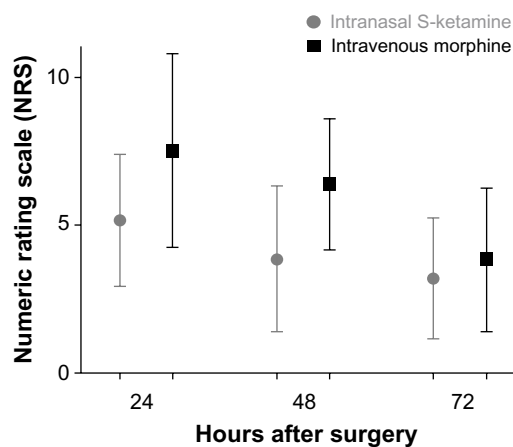 Intranasal S-ketamine
Intravenous morphine
Numeric rating scale (NRS)
10
5
0
24 48 72
Hours after surgery